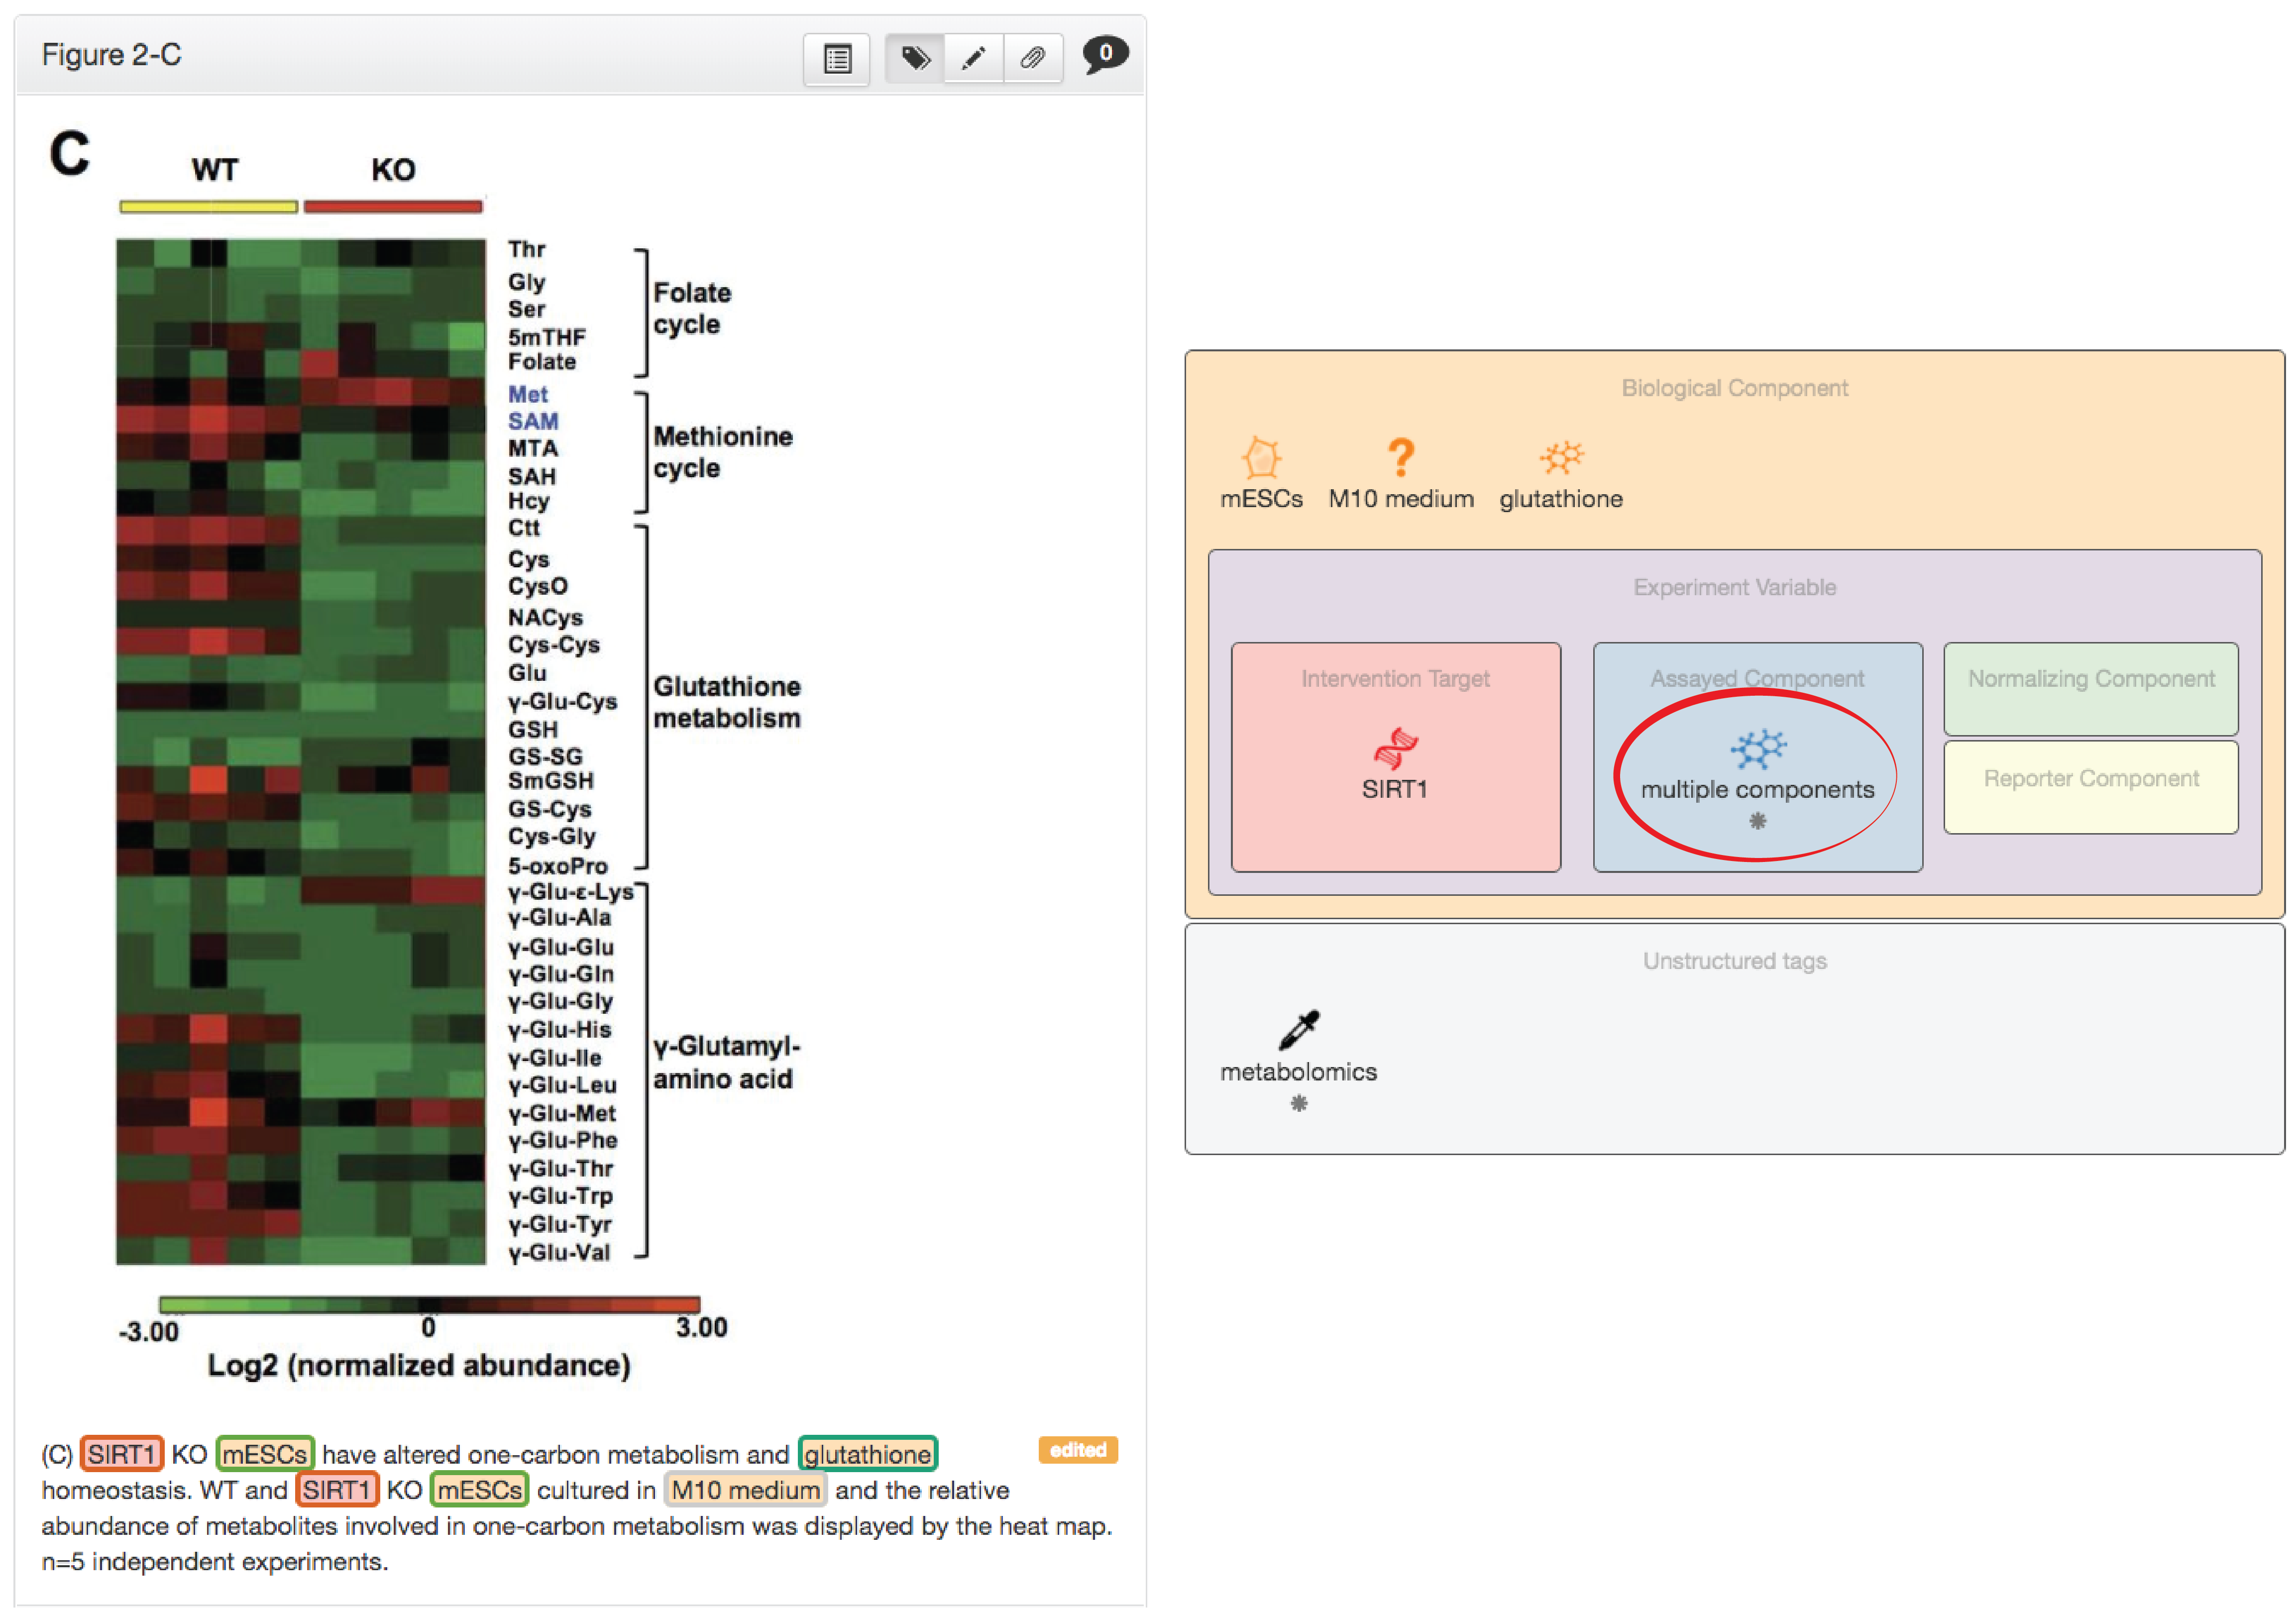 Figure 2-C
0
C
WT
KO
Thr
Gly
Ser
5mTHF
Folate
Folate
cycle
Met
SAM
MTA
SAH
Hcy
Methionine
cycle
Ctt
Cys
CysO
NACys
Cys-Cys
Glu
γ-Glu-Cys
GSH
GS-SG
SmGSH
GS-Cys
Cys-Gly
5-oxoPro
Glutathione
metabolism
γ-Glu-ε-Lys
γ-Glu-Ala
γ-Glu-Glu
γ-Glu-Gln
γ-Glu-Gly
γ-Glu-His
γ-Glu-Ile
γ-Glu-Leu
γ-Glu-Met
γ-Glu-Phe
γ-Glu-Thr
γ-Glu-Trp
γ-Glu-Tyr
γ-Glu-Val
γ-Glutamyl-
amino acid
-3.00
0
3.00
Log2 (normalized abundance)
(C) SIRT1 KO mESCs have altered one-carbon metabolism and glutathione
edited
homeostasis. WT and SIRT1 KO mESCs cultured in M10 medium and the relative
abundance of metabolites involved in one-carbon metabolism was displayed by the heat map.
n=5 independent experiments.
Biological Component
?
mESCs
M10 medium
glutathione
Experiment Variable
Intervention Target
SIRT1
Assayed Component
multiple components
*
Normalizing Component
Reporter Component
Unstructured tags
metabolomics
*